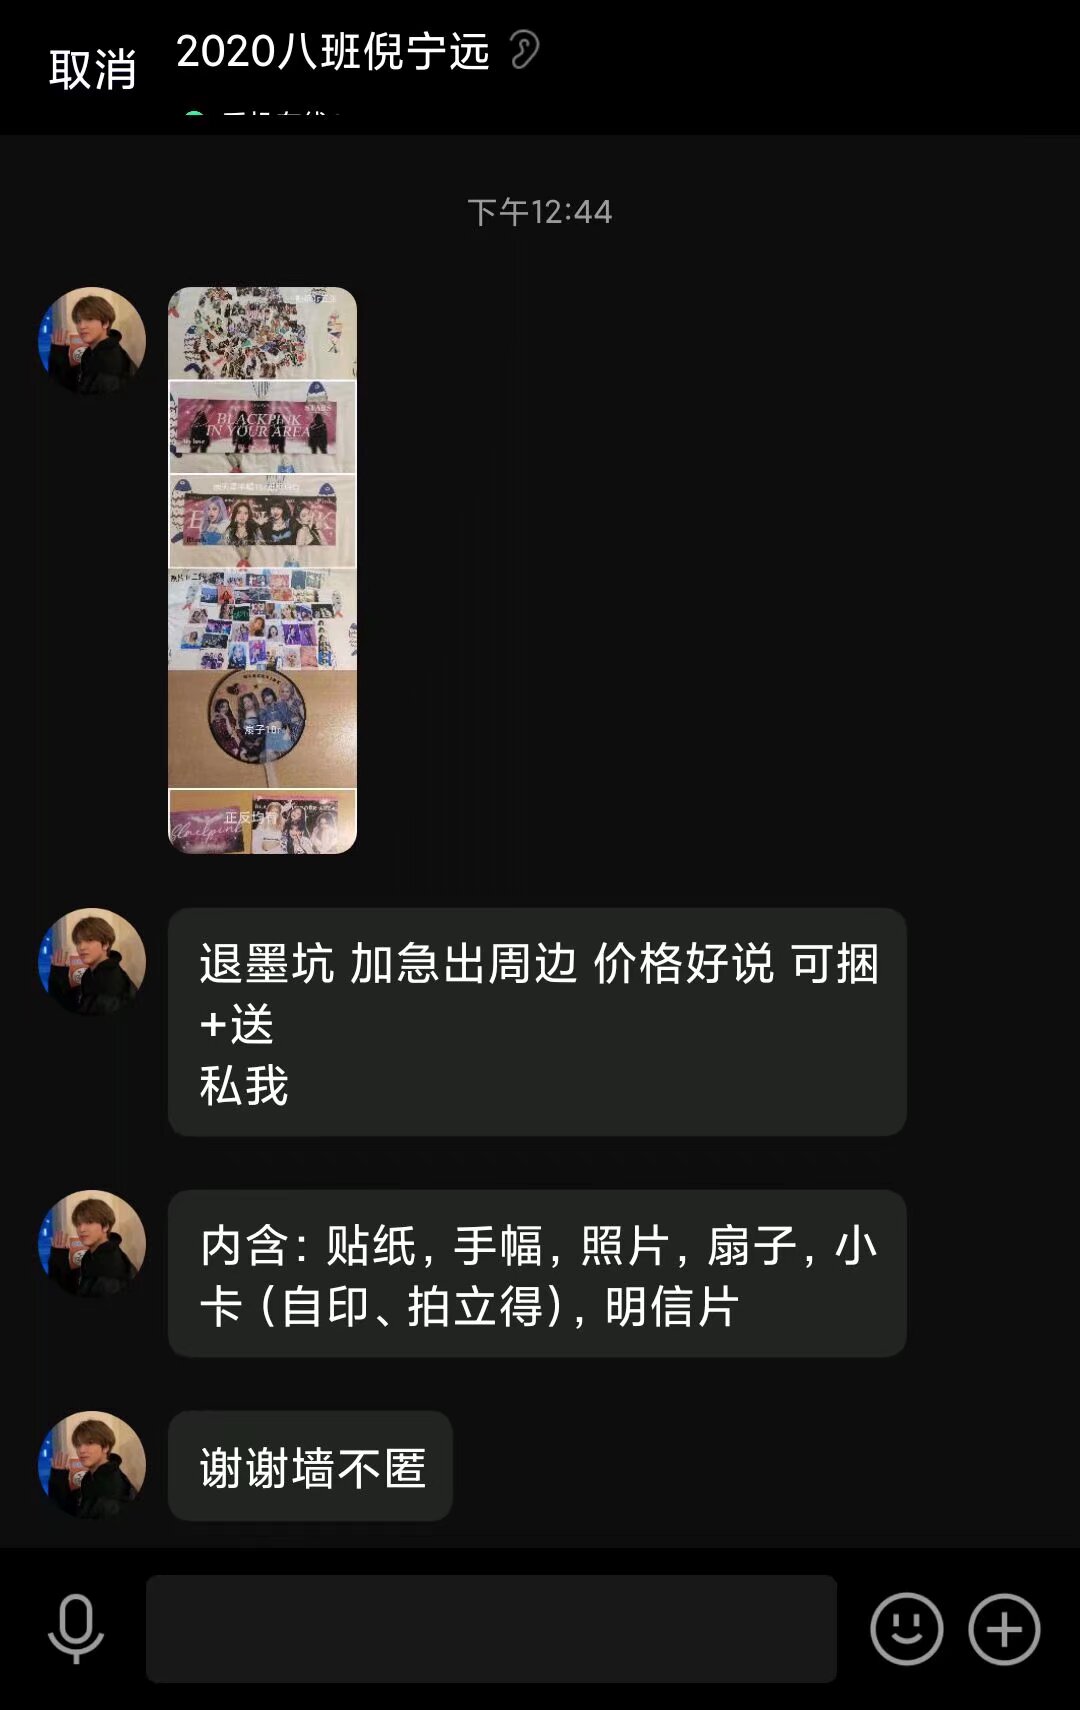 取消
2020八班倪宁远
下午12:44
STARS
BLACKPINK
IN YOUR AREA
扇子10r
正反均有
Blackpink
退墨坑 加急出周边 价格好说 可捆
+送
私我
内含：贴纸，手幅，照片，扇子，小
卡（自印、拍立得），明信片
谢谢墙不匿